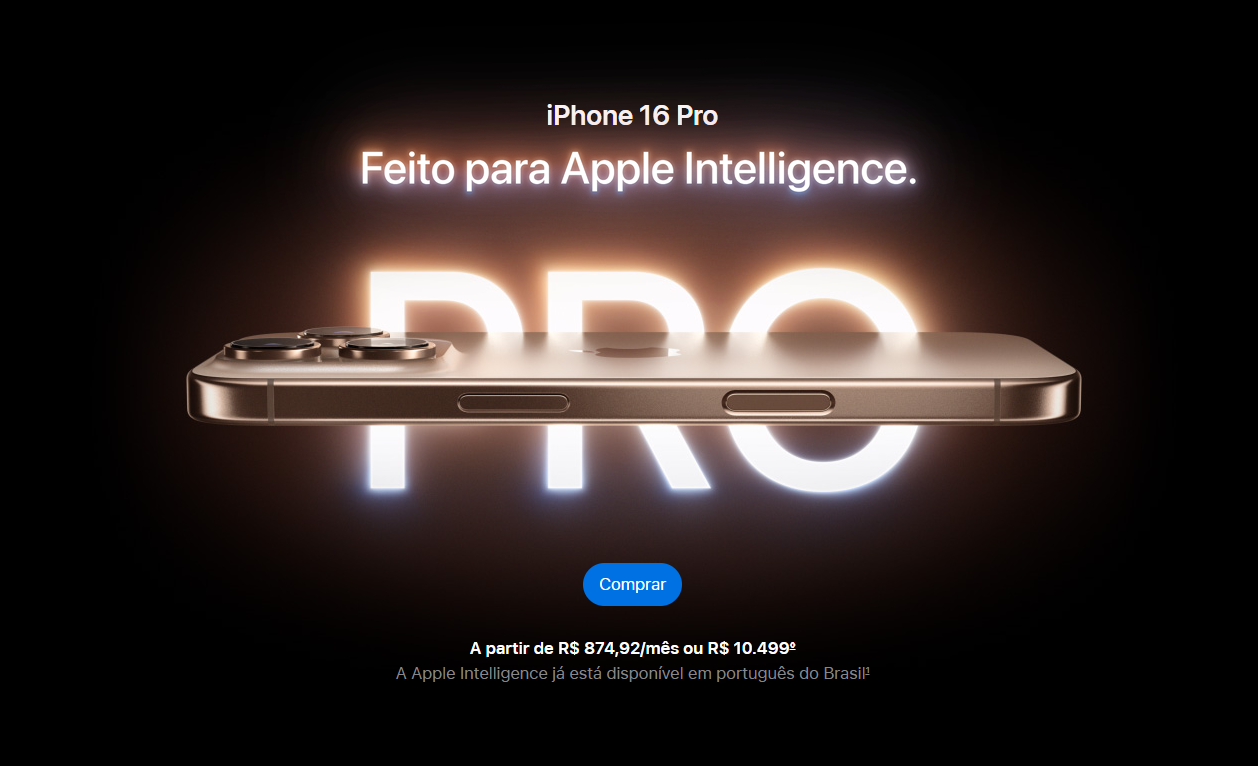 iPhone 16 Pro
Feito para Apple Intelligence.
PRO
Comprar
A partir de R$ 874,92/mês ou R$ 10.499º
A Apple Intelligence já está disponível em português do Brasil¹